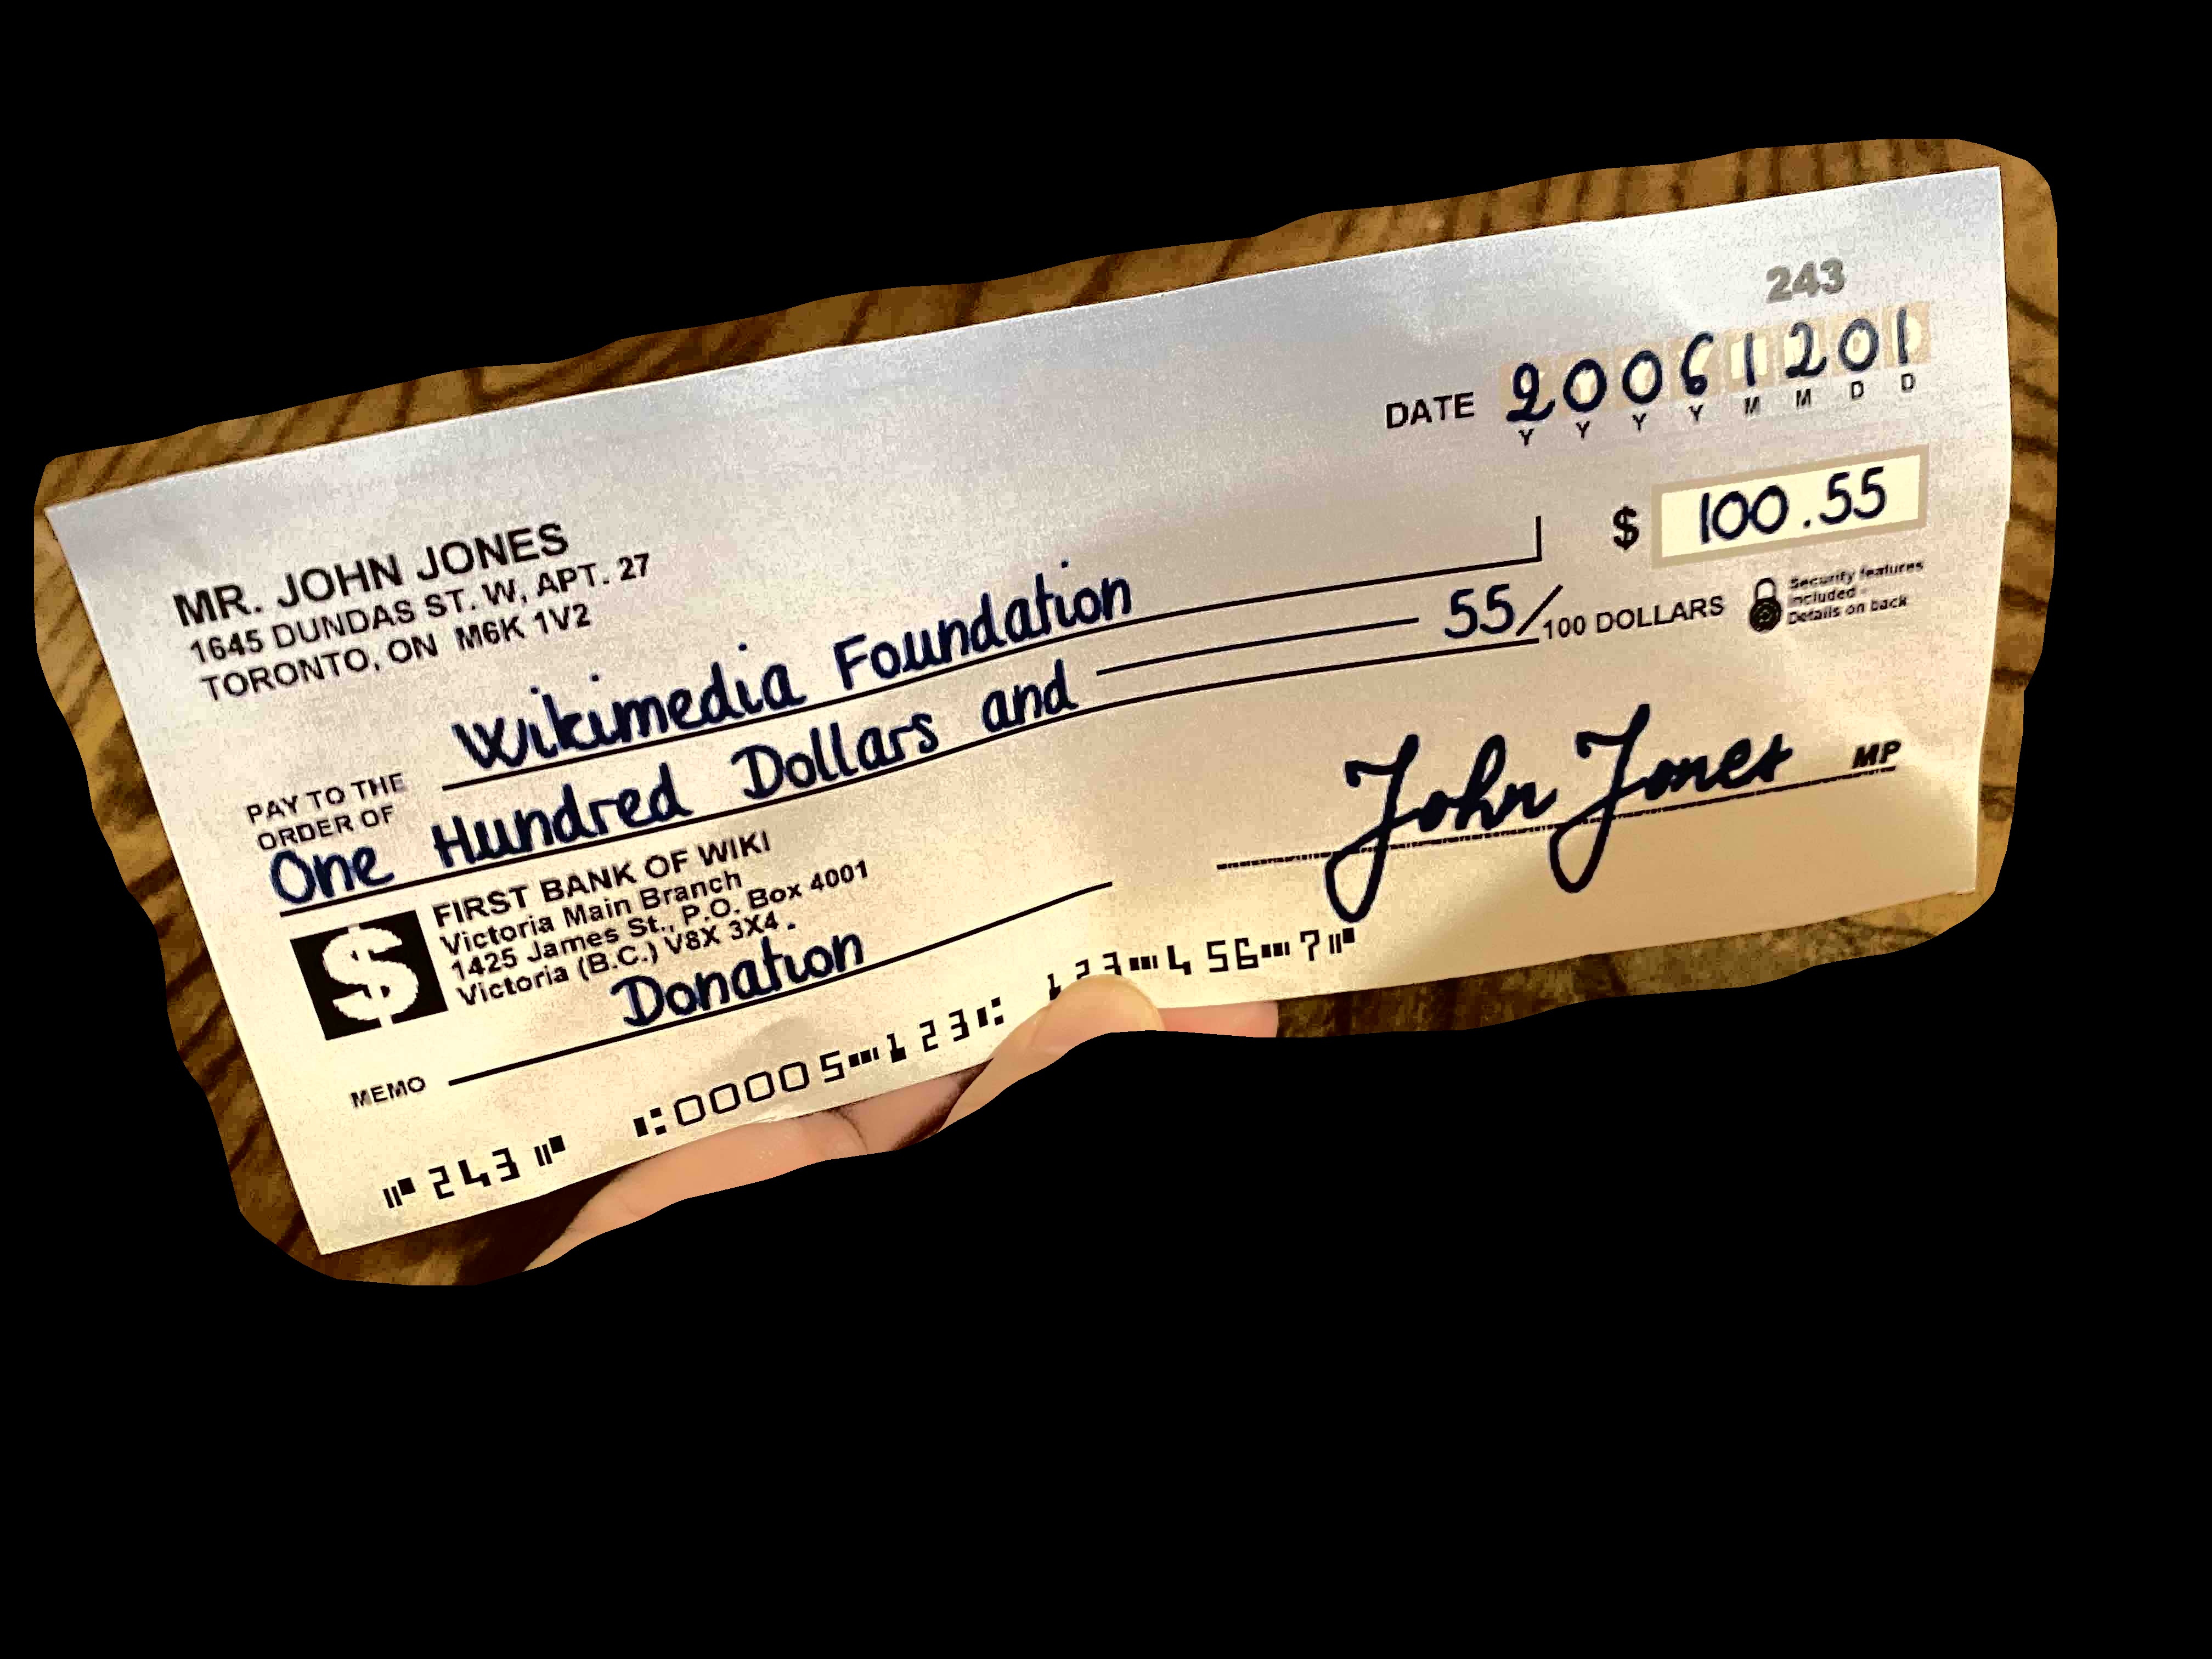 243
DATE 20061201
Y Y Y Y M M D D
MR. JOHN JONES
1645 DUNDAS ST. W, APT. 27
TORONTO, ON M6K 1V2
PAY TO THE
ORDER OF
Wikimedia Foundation
$ 100.55
One Hundred Dollars and 55/100 DOLLARS
Security features
included
Details on back
FIRST BANK OF WIKI
Victoria Main Branch
1425 James St., P.O. Box 4001
Victoria (B.C.) V8X 3X4.
MEMO Donation
John Jones MP
⑈243⑈ ⑆00005⑉123⑆ 123⑉456⑉7⑈